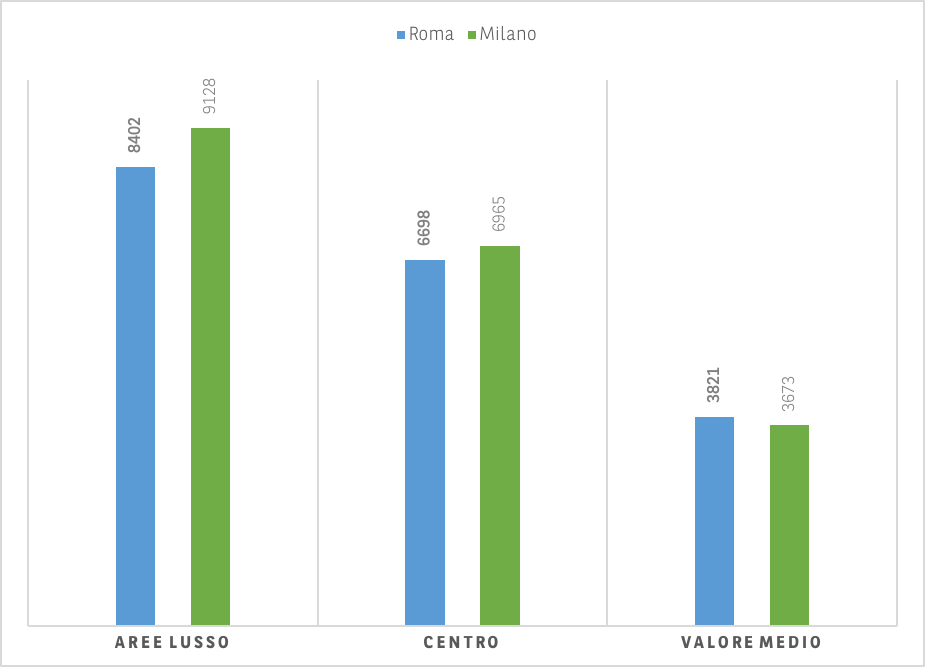 Roma Milano
8402
9128
6698
6965
3821
3673
AREE LUSSO
CENTRO
VALORE MEDIO